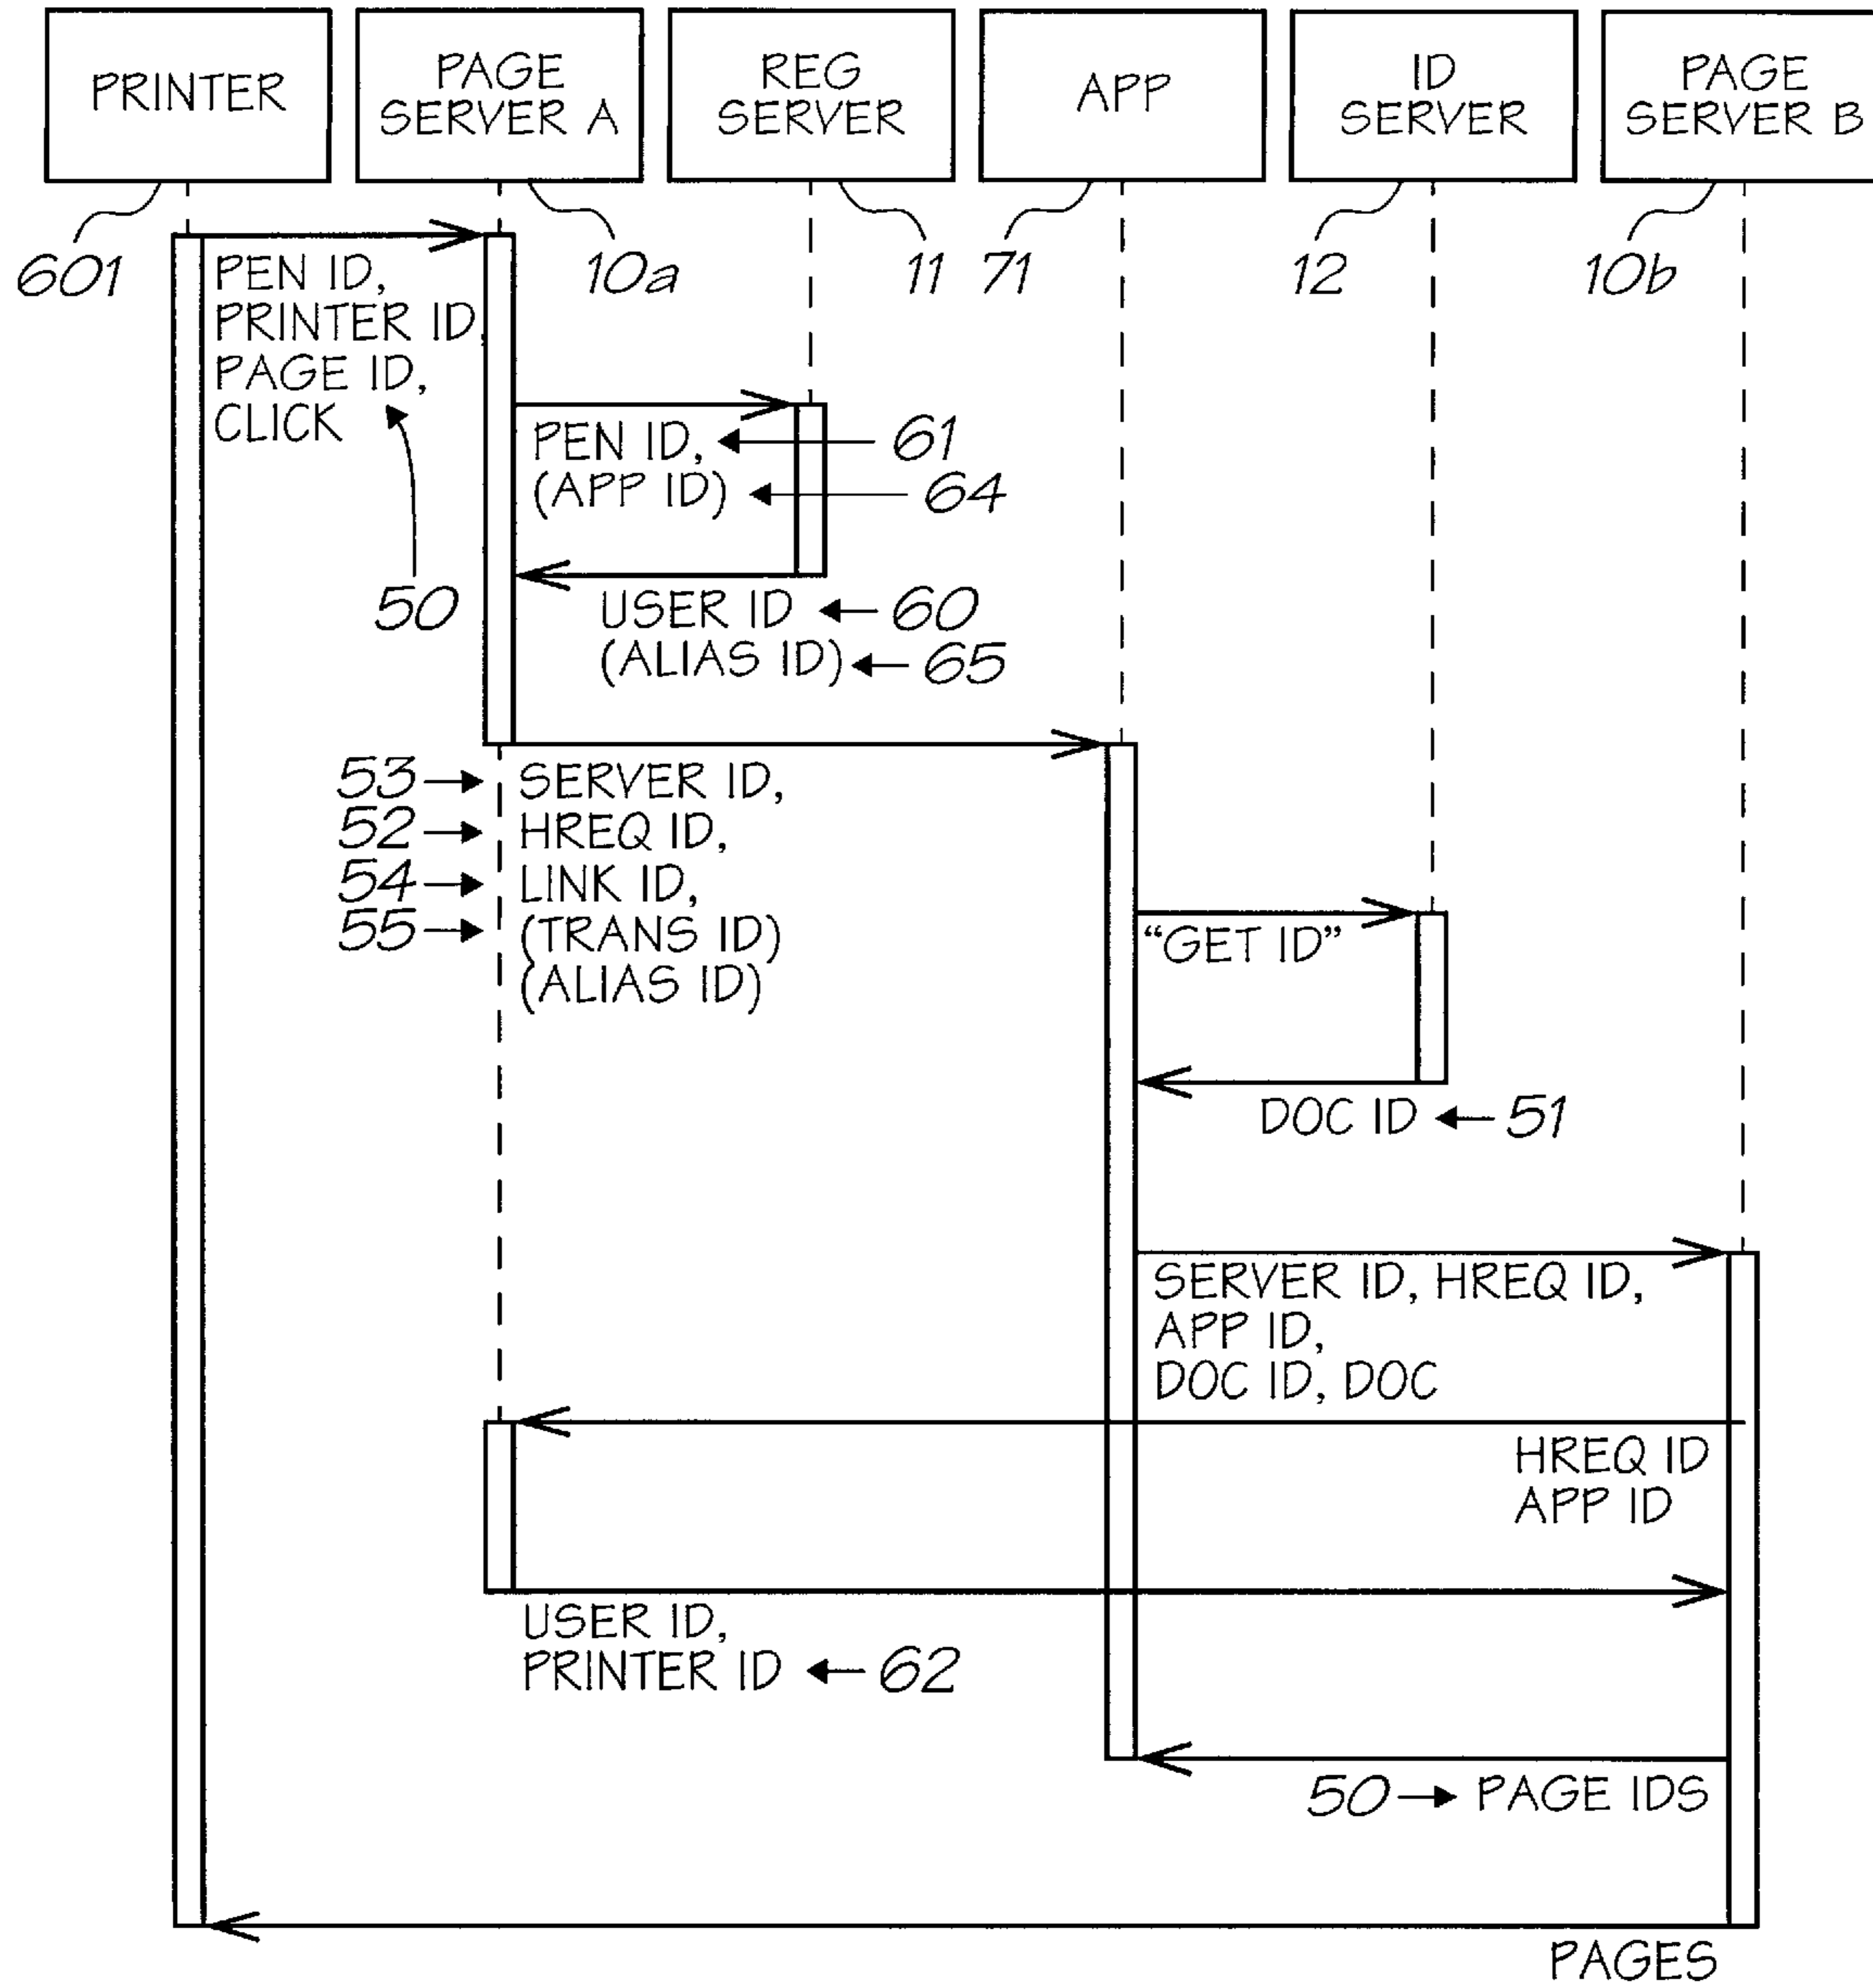 PRINTER
PAGE
SERVER A
REG
SERVER
APP
ID
SERVER
PAGE
SERVER B
601
10a
11
71
12
10b
PEN ID,
PRINTER ID
PAGE ID,
CLICK
50
PEN ID,
61
(APP ID)
64
USER ID
60
(ALIAS ID)
65
53
SERVER ID,
52
HREQ ID,
54
LINK ID,
55
(TRANS ID)
(ALIAS ID)
“GET ID”
DOC ID
51
SERVER ID, HREQ ID,
APP ID,
DOC ID, DOC
HREQ ID
APP ID
USER ID,
PRINTER ID
62
50
PAGE IDS
PAGES